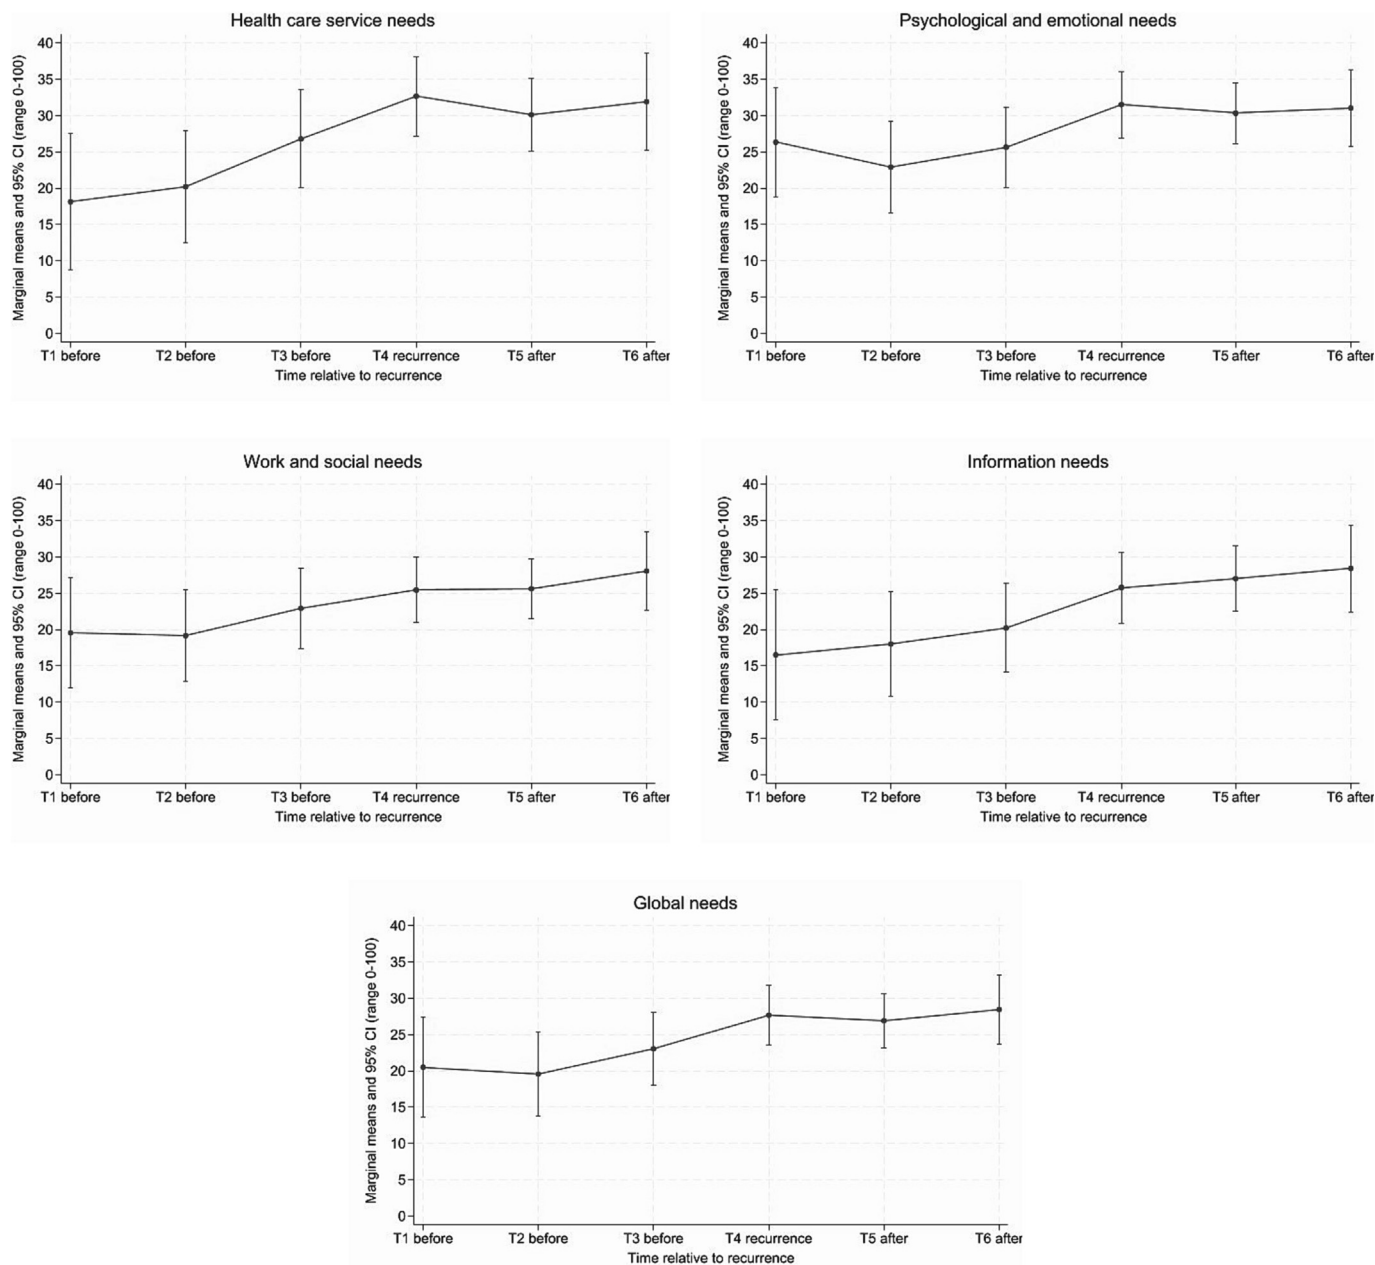 Health care service needs
Marginal means and 95% CI (range 0-100)
40
35
30
25
20
15
10
5
0
T1 before T2 before T3 before T4 recurrence T5 after T6 after
Time relative to recurrence
Psychological and emotional needs
Marginal means and 95% CI (range 0-100)
40
35
30
25
20
15
10
5
0
T1 before T2 before T3 before T4 recurrence T5 after T6 after
Time relative to recurrence
Work and social needs
Marginal means and 95% CI (range 0-100)
40
35
30
25
20
15
10
5
0
T1 before T2 before T3 before T4 recurrence T5 after T6 after
Time relative to recurrence
Information needs
Marginal means and 95% CI (range 0-100)
40
35
30
25
20
15
10
5
0
T1 before T2 before T3 before T4 recurrence T5 after T6 after
Time relative to recurrence
Global needs
Marginal means and 95% CI (range 0-100)
40
35
30
25
20
15
10
5
0
T1 before T2 before T3 before T4 recurrence T5 after T6 after
Time relative to recurrence